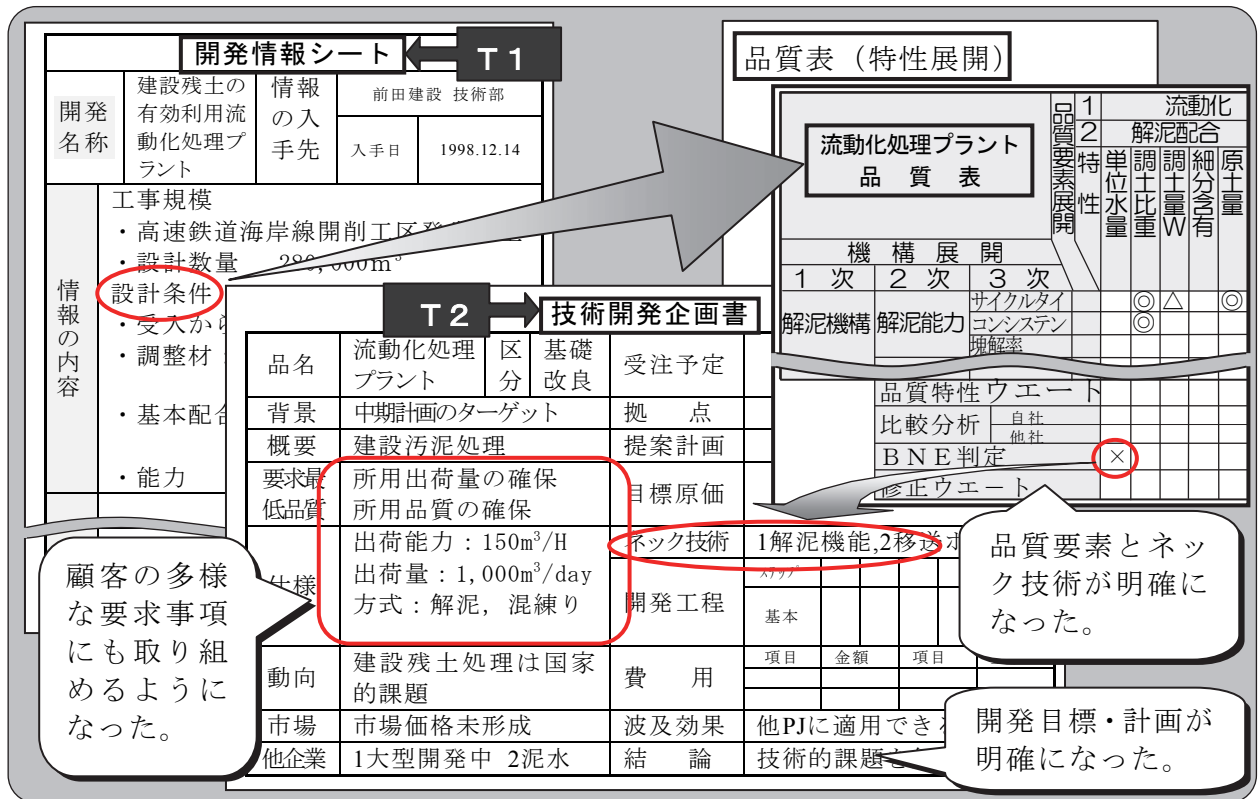 開発情報シート
T1
開発
名称
建設残土の
有効利用流
動化処理プ
ラント
情報
の入
手先
前田建設 技術部
入手日
1998.12.14
情報の内容
工事規模
・高速鉄道海岸線開削工区
・設計数量 280,000m³
設計条件
・受入か
・調整材
・基本配
・能力
T2
技術開発企画書
品名
流動化処理
プラント
区分
基礎
改良
受注予定
背景
中期計画のターゲット
拠 点
概要
建設汚泥処理
提案計画
要求最
低品質
所用出荷量の確保
所用品質の確保
目標原価
仕様
出荷能力：150m³/H
出荷量：1,000m³/day
方式：解泥，混練り
ネック技術
1解泥機能,2移送ポ
開発工程
ステップ
基本
動向
建設残土処理は国家
的課題
費 用
項目
金額
項目
市場
市場価格未形成
波及効果
他PJに適用でき
他企業
1大型開発中 2泥水
結 論
技術的課題
品質表（特性展開）
流動化処理プラント
品 質 表
品質要素展開
1
流動化
2
解泥配合
特性
単位水量
調土比重
調土量W
細分含有
原土量
機 構 展 開
1 次
2 次
3 次
解泥機構
解泥能力
サイクルタイ
◎
△
◎
コンシステン
◎
塊解率
品質特性ウエート
比較分析
自社
他社
BNE判定
×
修正ウエート
顧客の多様
な要求事項
にも取り組
めるように
なった。
品質要素とネッ
ク技術が明確に
なった。
開発目標・計画が
明確になった。